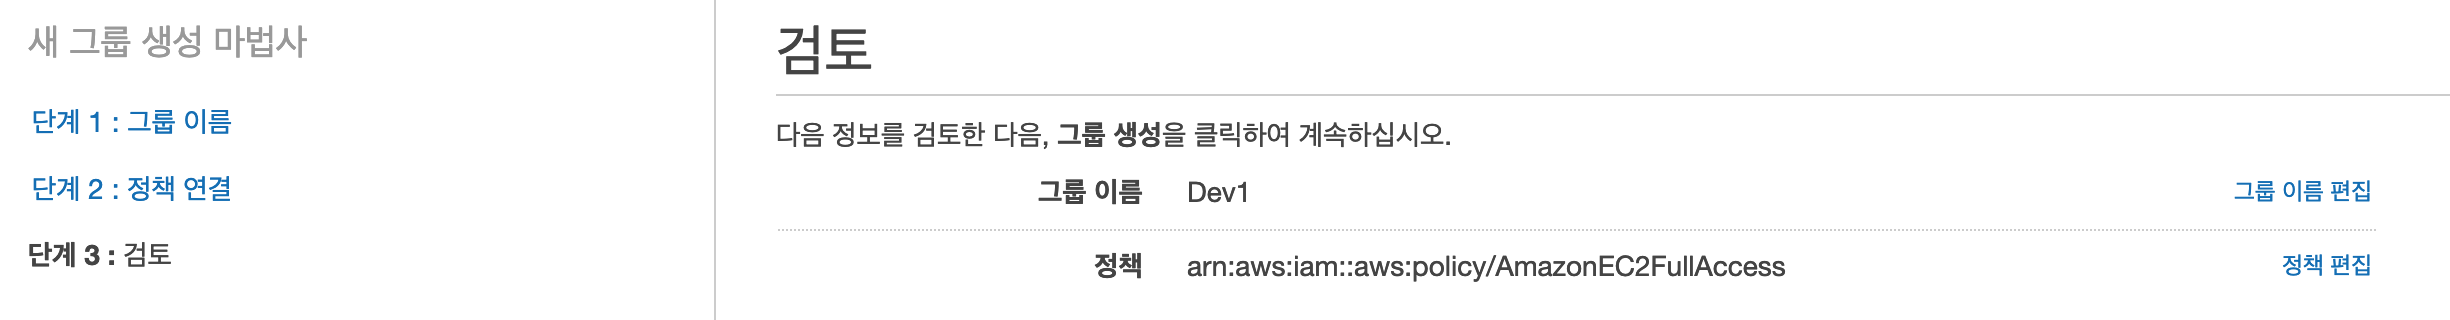 새 그룹 생성 마법사
단계 1 : 그룹 이름
단계 2 : 정책 연결
단계 3 : 검토
검토
다음 정보를 검토한 다음, 그룹 생성을 클릭하여 계속하십시오.
그룹 이름 Dev1 그룹 이름 편집
정책 arn:aws:iam::aws:policy/AmazonEC2FullAccess 정책 편집